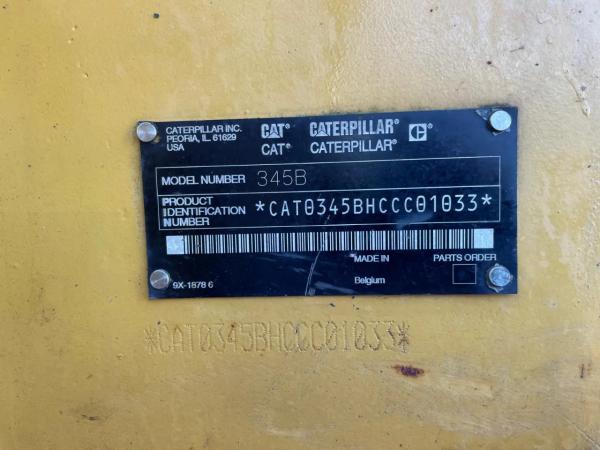 CATERPILLAR INC.
PEORIA, IL. 61629
USA
CAT® CATERPILLAR® C
CAT® CATERPILLAR®
MODEL NUMBER 345B
PRODUCT
IDENTIFICATION
NUMBER
*CAT0345BHCCC01033*
MADE IN
PARTS ORDER
9X-1878 6
Belgium
*CAT0345BHCCC01033*